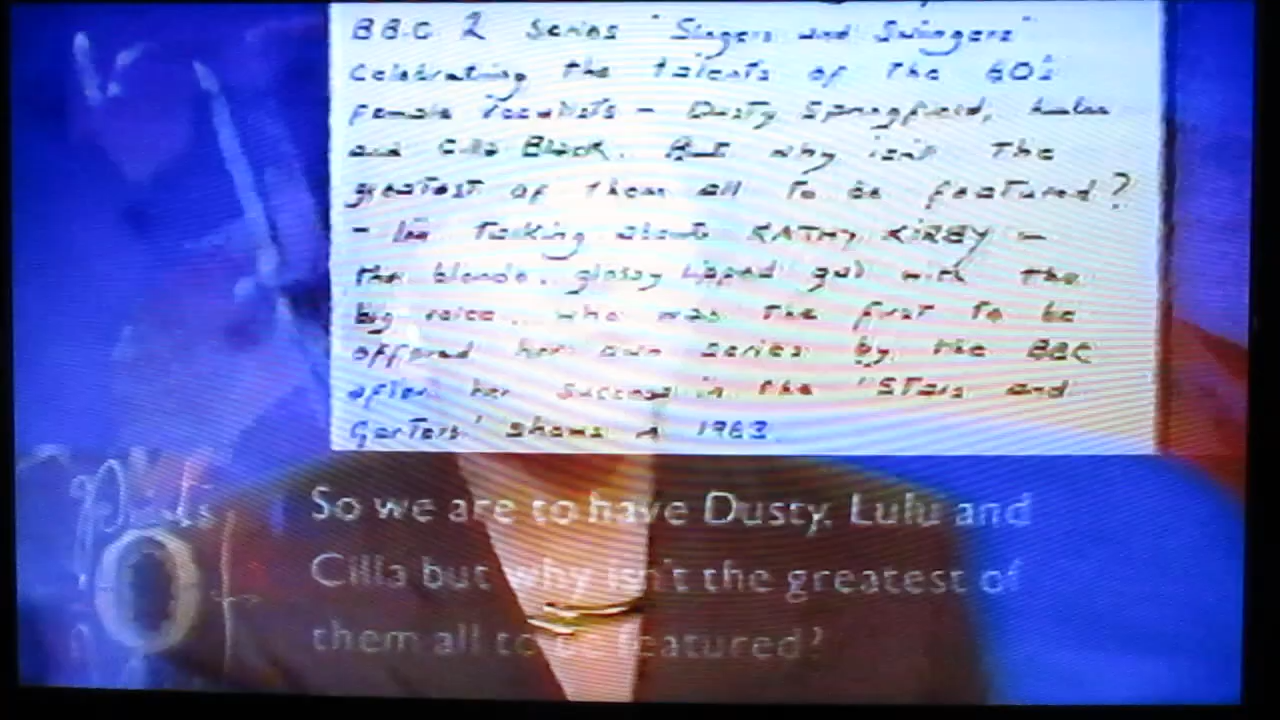 BBC 2 Series "Singers and Swingers"
Celebrating the talents of the 60's
female vocalists - Dusty Springfield, Lulu
and Cilla Black. But why isn't the
greatest of them all to be featured?
- I'm talking about KATHY KIRBY -
the blonde, glossy lipped gal with the
big voice.. who was the first to be
offered her own series by the BBC
after her success in the "Stars and
Garters" shows in 1963.
So we are to have Dusty, Lulu and
Cilla but why isn't the greatest of
them all to be featured?
Points
of